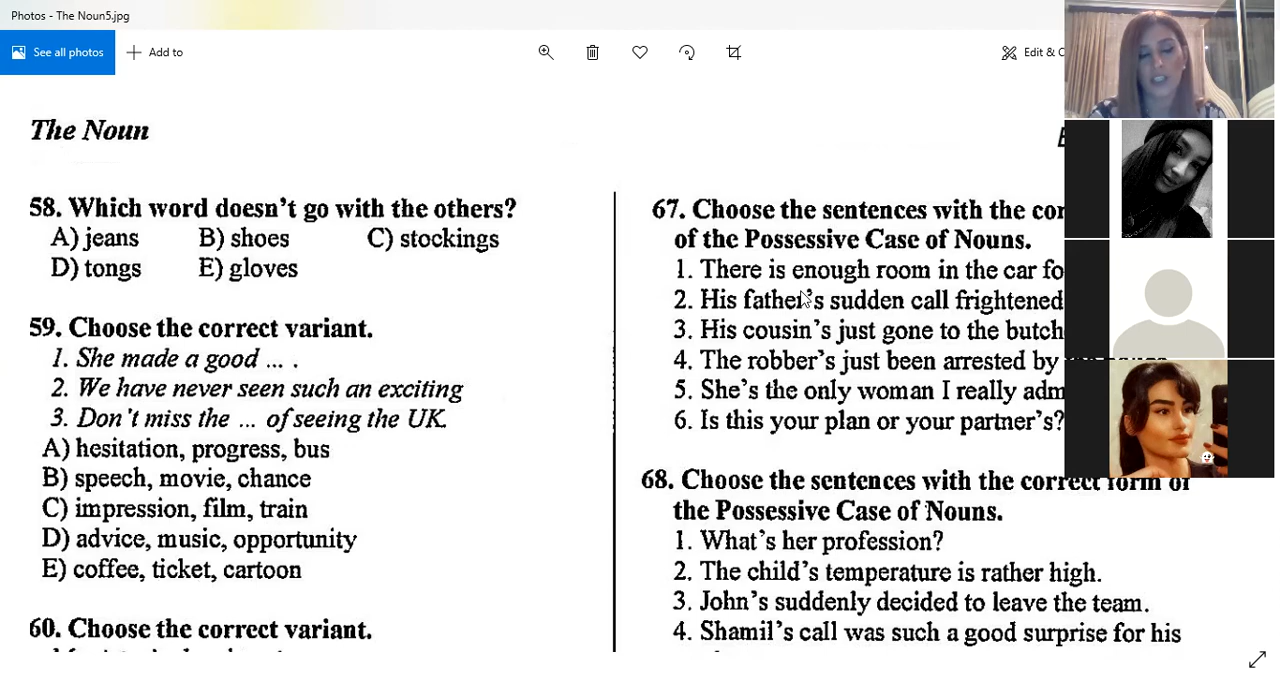 Photos - The Noun5.jpg
See all photos
Add to
Edit &
The Noun
58. Which word doesn't go with the others?
A) jeans B) shoes C) stockings
D) tongs E) gloves
59. Choose the correct variant.
1. She made a good ... .
2. We have never seen such an exciting
3. Don't miss the ... of seeing the UK.
A) hesitation, progress, bus
B) speech, movie, chance
C) impression, film, train
D) advice, music, opportunity
E) coffee, ticket, cartoon
60. Choose the correct variant.
67. Choose the sentences with the
of the Possessive Case of Nouns.
1. There is enough room in the car
2. His father's sudden call frightened
3. His cousin's just gone to the
4. The robber's just been arrested by
5. She's the only woman I really
6. Is this your plan or your partner's?
68. Choose the sentences with the correct form of
the Possessive Case of Nouns.
1. What's her profession?
2. The child's temperature is rather high.
3. John's suddenly decided to leave the team.
4. Shamil's call was such a good surprise for his